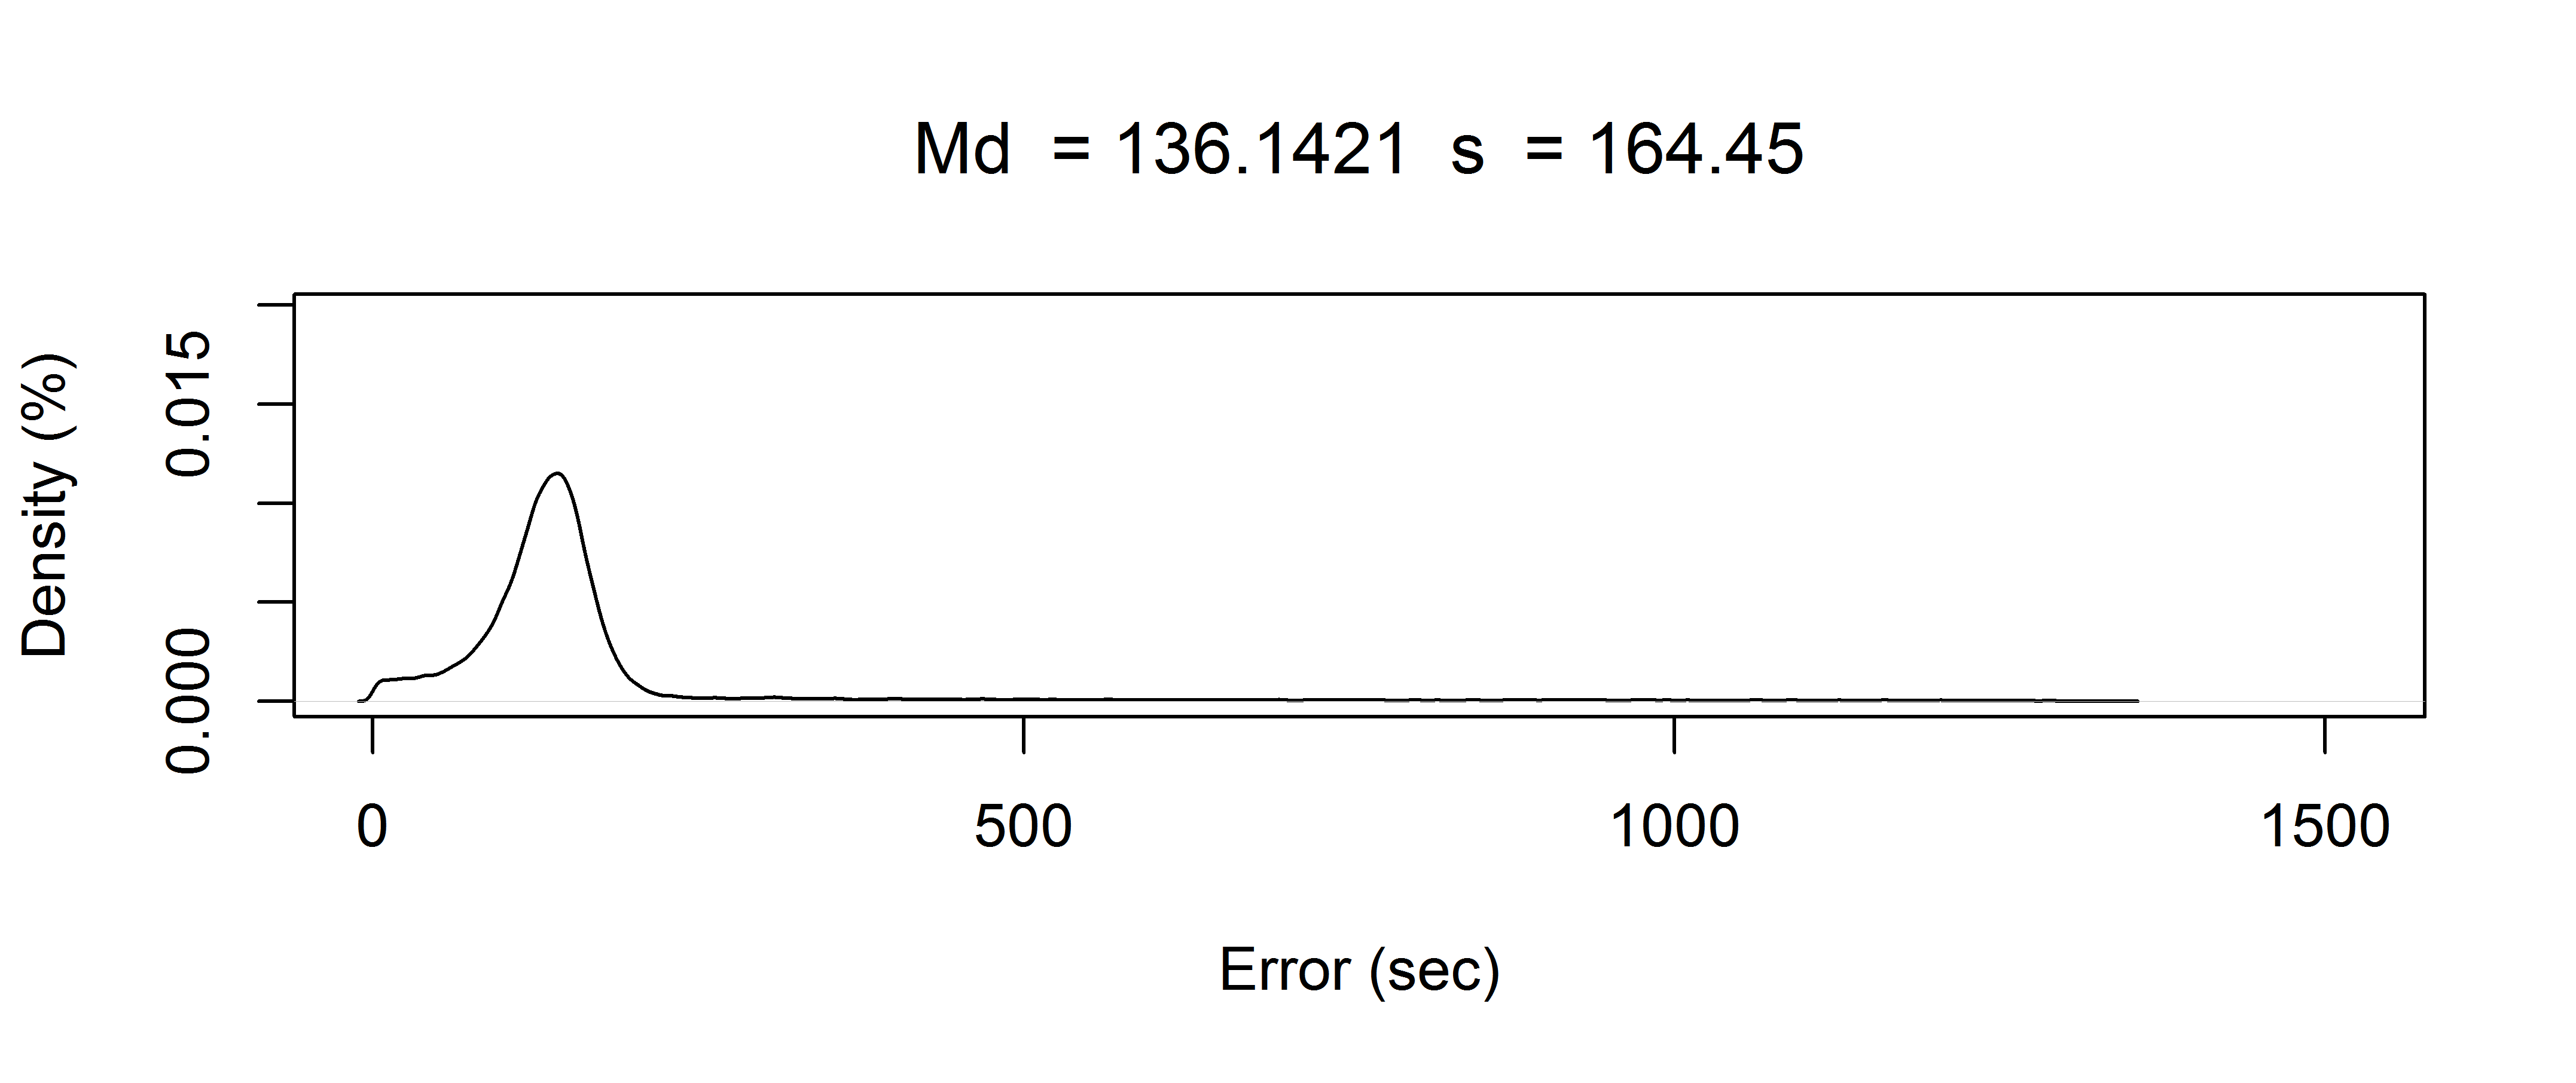 Md = 136.1421 s = 164.45
Density (%)
0.015
0.000
0 500 1000 1500
Error (sec)